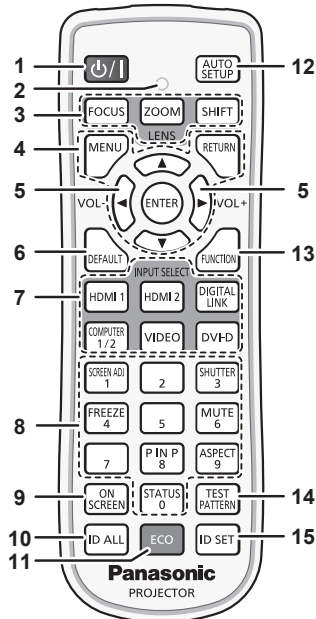 1
⏻/|
AUTO SETUP
12
2
3
FOCUS
ZOOM
SHIFT
LENS
4
MENU
RETURN
5
VOL-
◀
▲
ENTER
▼
▶
VOL+
5
6
DEFAULT
FUNCTION
13
INPUT SELECT
7
HDMI 1
HDMI 2
DIGITAL LINK
COMPUTER 1/2
VIDEO
DVI-D
8
SCREEN ADJ 1
2
SHUTTER 3
FREEZE 4
5
MUTE 6
7
P IN P 8
ASPECT 9
9
ON SCREEN
STATUS 0
TEST PATTERN
14
10
ID ALL
ECO
ID SET
15
11
Panasonic
PROJECTOR